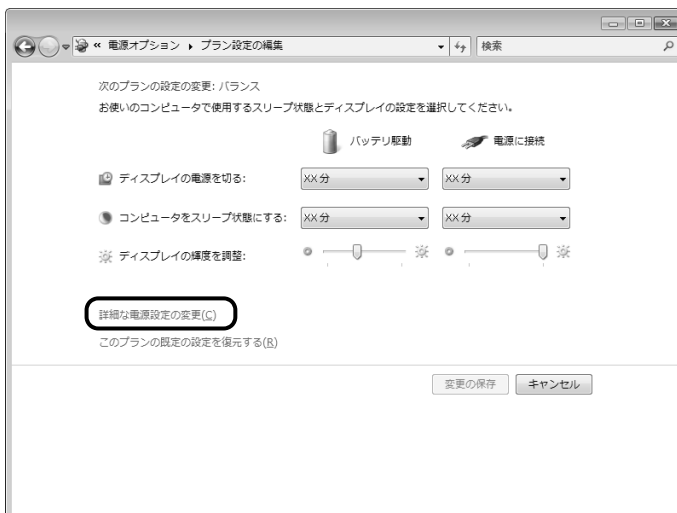 « 電源オプション ▸ プラン設定の編集
検索
次のプランの設定の変更: バランス
お使いのコンピュータで使用するスリープ状態とディスプレイの設定を選択してください。
バッテリ駆動 電源に接続
ディスプレイの電源を切る: XX分 XX分
コンピュータをスリープ状態にする: XX分 XX分
ディスプレイの輝度を調整:
詳細な電源設定の変更(C)
このプランの既定の設定を復元する(R)
変更の保存 キャンセル